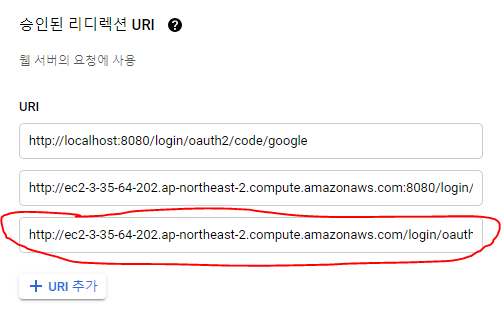 승인된 리디렉션 URI ?
웹 서버의 요청에 사용
URI
http://localhost:8080/login/oauth2/code/google
http://ec2-3-35-64-202.ap-northeast-2.compute.amazonaws.com:8080/login/
http://ec2-3-35-64-202.ap-northeast-2.compute.amazonaws.com/login/oauth
+ URI 추가